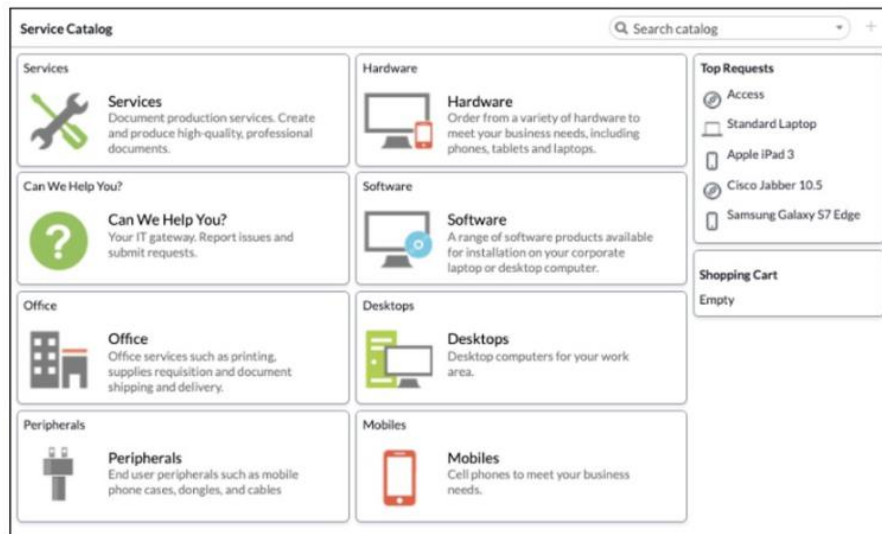 Service Catalog
Search catalog
Services
Services
Document production services. Create
and produce high-quality, professional
documents.
Hardware
Hardware
Order from a variety of hardware to
meet your business needs, including
phones, tablets and laptops.
Can We Help You?
Can We Help You?
Your IT gateway. Report issues and
submit requests.
Software
Software
A range of software products available
for installation on your corporate
laptop or desktop computer.
Office
Office
Office services such as printing,
supplies requisition and document
shipping and delivery.
Desktops
Desktops
Desktop computers for your work
area.
Peripherals
Peripherals
End user peripherals such as mobile
phone cases, dongles, and cables
Mobiles
Mobiles
Cell phones to meet your business
needs.
Top Requests
Access
Standard Laptop
Apple iPad 3
Cisco Jabber 10.5
Samsung Galaxy S7 Edge
Shopping Cart
Empty